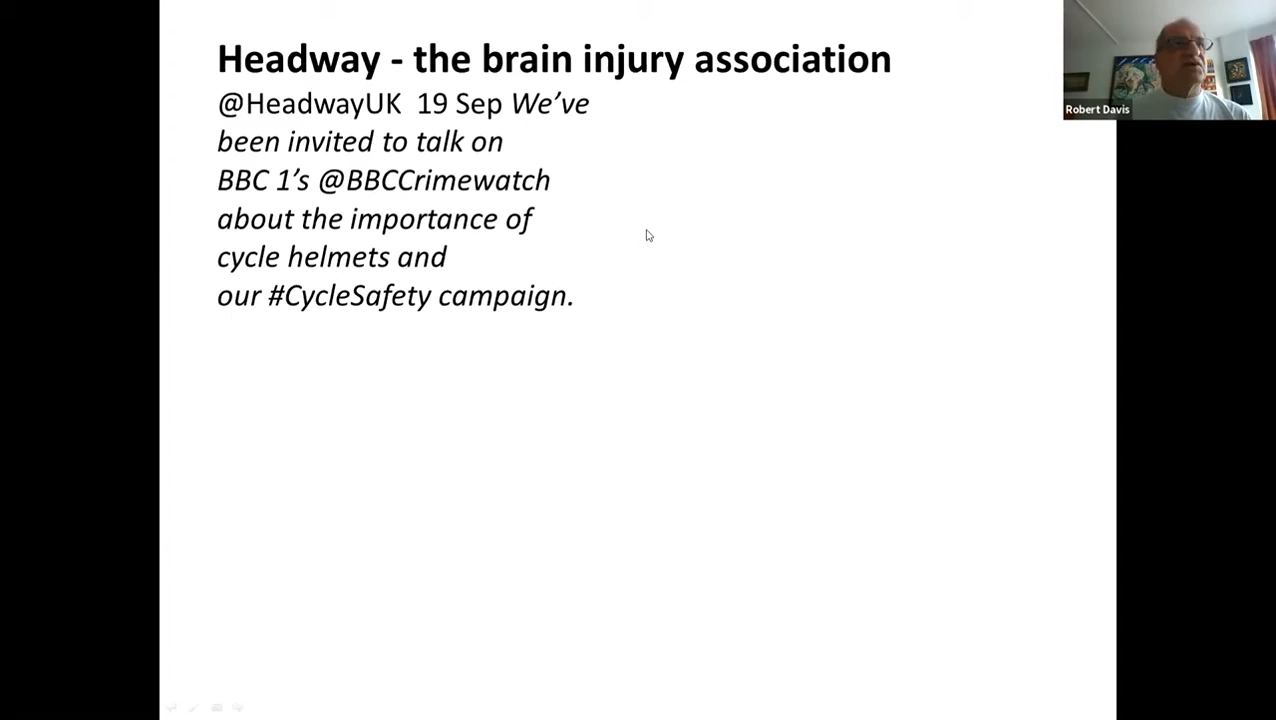 Headway - the brain injury association
@HeadwayUK 19 Sep We’ve
been invited to talk on
BBC 1’s @BBCCrimewatch
about the importance of
cycle helmets and
our #CycleSafety campaign.
Robert Davis